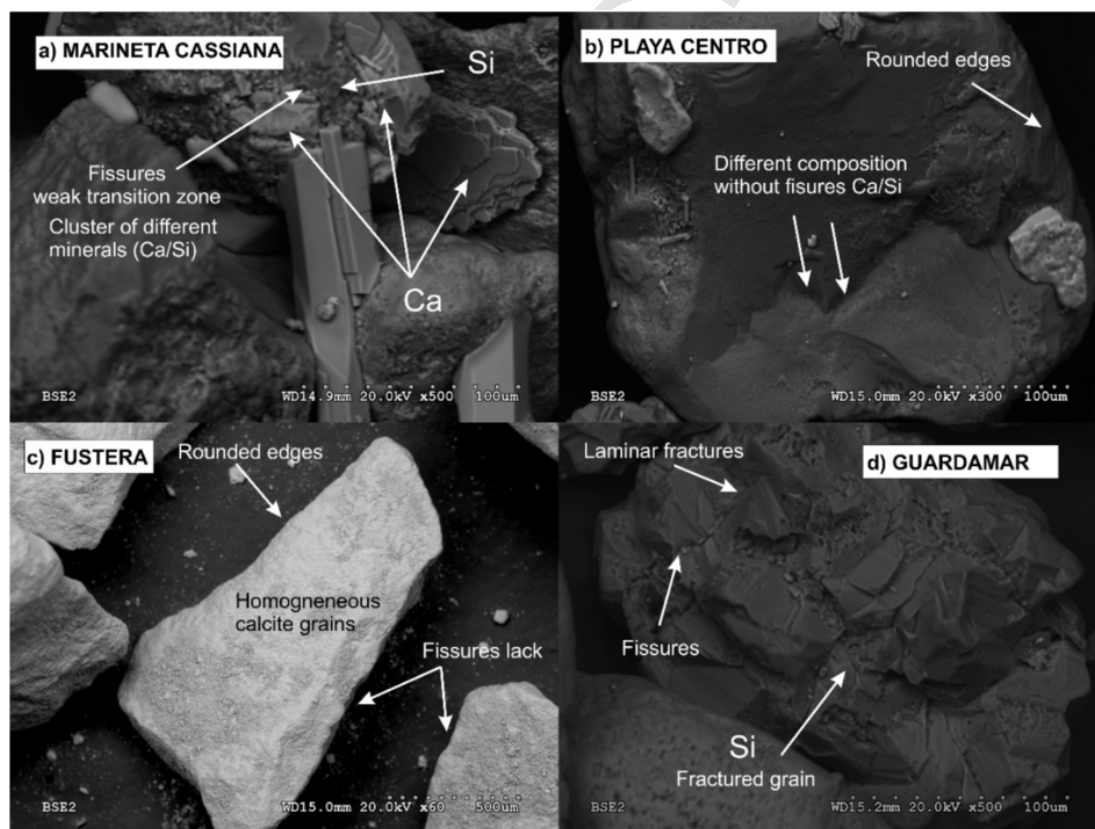 a) MARINETA CASSIANA
Si
Fissures
weak transition zone
Cluster of different
minerals (Ca/Si)
Ca
BSE2 WD14.9mm 20.0kV x500 100um
b) PLAYA CENTRO
Rounded edges
Different composition
without fisures Ca/Si
BSE2 WD15.0mm 20.0kV x300 100um
c) FUSTERA
Rounded edges
Homogneneous
calcite grains
Fissures lack
BSE2 WD15.0mm 20.0kV x60 500um
Laminar fractures
d) GUARDAMAR
Fissures
Si
Fractured grain
BSE2 WD15.2mm 20.0kV x500 100um